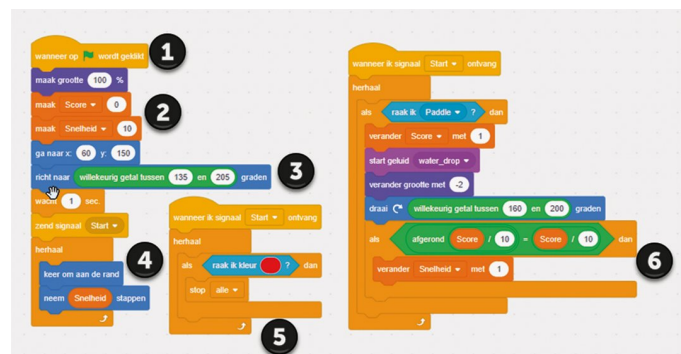 wanneer op wordt geklikt
1
maak grootte 100 %
maak Score 0
2
maak Snelheid 10
ga naar x: 60 y: 150
richt naar willekeurig getal tussen 135 en 205 graden
3
wacht 1 sec.
zend signaal Start
herhaal
4
keer om aan de rand
neem Snelheid stappen
wanneer ik signaal Start ontvang
herhaal
als raak ik kleur ? dan
stop alle
5
wanneer ik signaal Start ontvang
herhaal
als raak ik Paddle ? dan
verander Score met 1
start geluid water_drop
verander grootte met -2
draai willekeurig getal tussen 160 en 200 graden
als afgerond Score / 10 = Score / 10 dan
6
verander Snelheid met 1